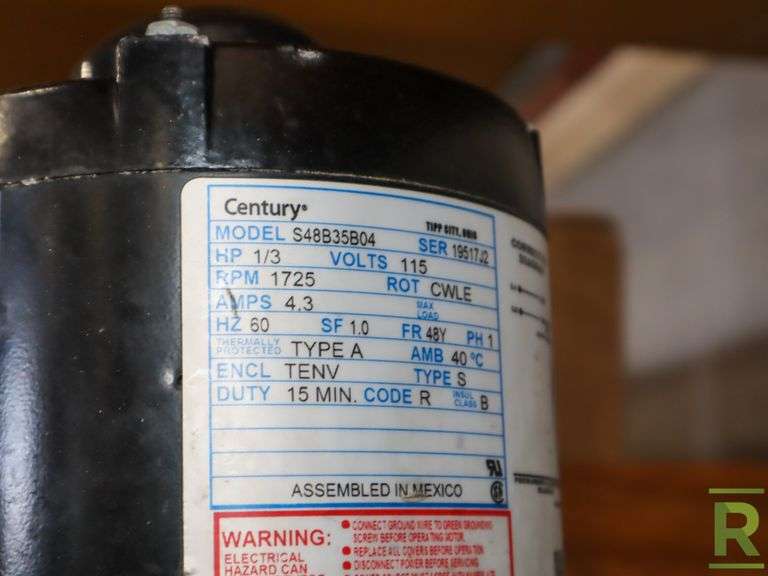 Century®
TIPP CITY, OHIO
MODEL S48B35B04 SER 19517J2
HP 1/3 VOLTS 115
RPM 1725 ROT CWLE
AMPS 4.3 MAX LOAD
HZ 60 SF 1.0 FR 48Y PH 1
THERMALLY PROTECTED TYPE A AMB 40 °C
ENCL TENV TYPE S
DUTY 15 MIN. CODE R INSUL CLASS B
ASSEMBLED IN MEXICO
WARNING:
ELECTRICAL
HAZARD CAN
● CONNECT GROUND WIRE TO GREEN GROUNDING
SCREW BEFORE OPERATING MOTOR.
● REPLACE ALL COVERS BEFORE OPERATION
● DISCONNECT POWER BEFORE SERVICING
R